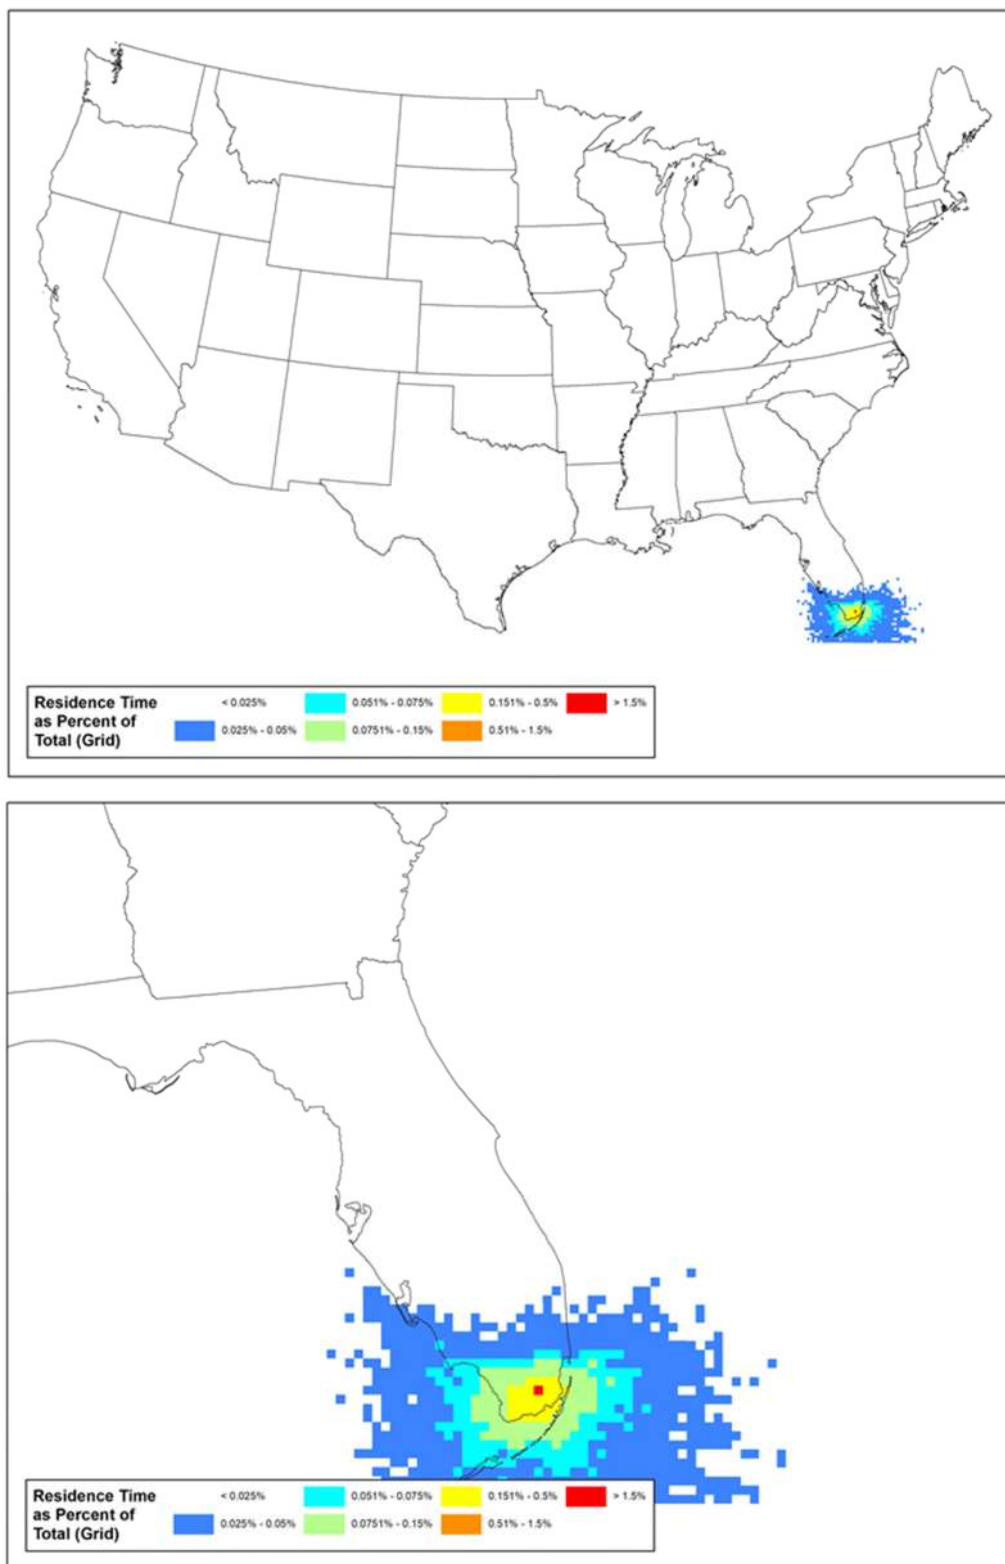 Residence Time
as Percent of
Total (Grid)
< 0.025% 0.051% - 0.075% 0.151% - 0.5% > 1.5%
0.025% - 0.05% 0.0751% - 0.15% 0.51% - 1.5%
Residence Time
as Percent of
Total (Grid)
< 0.025% 0.051% - 0.075% 0.151% - 0.5% > 1.5%
0.025% - 0.05% 0.0751% - 0.15% 0.51% - 1.5%